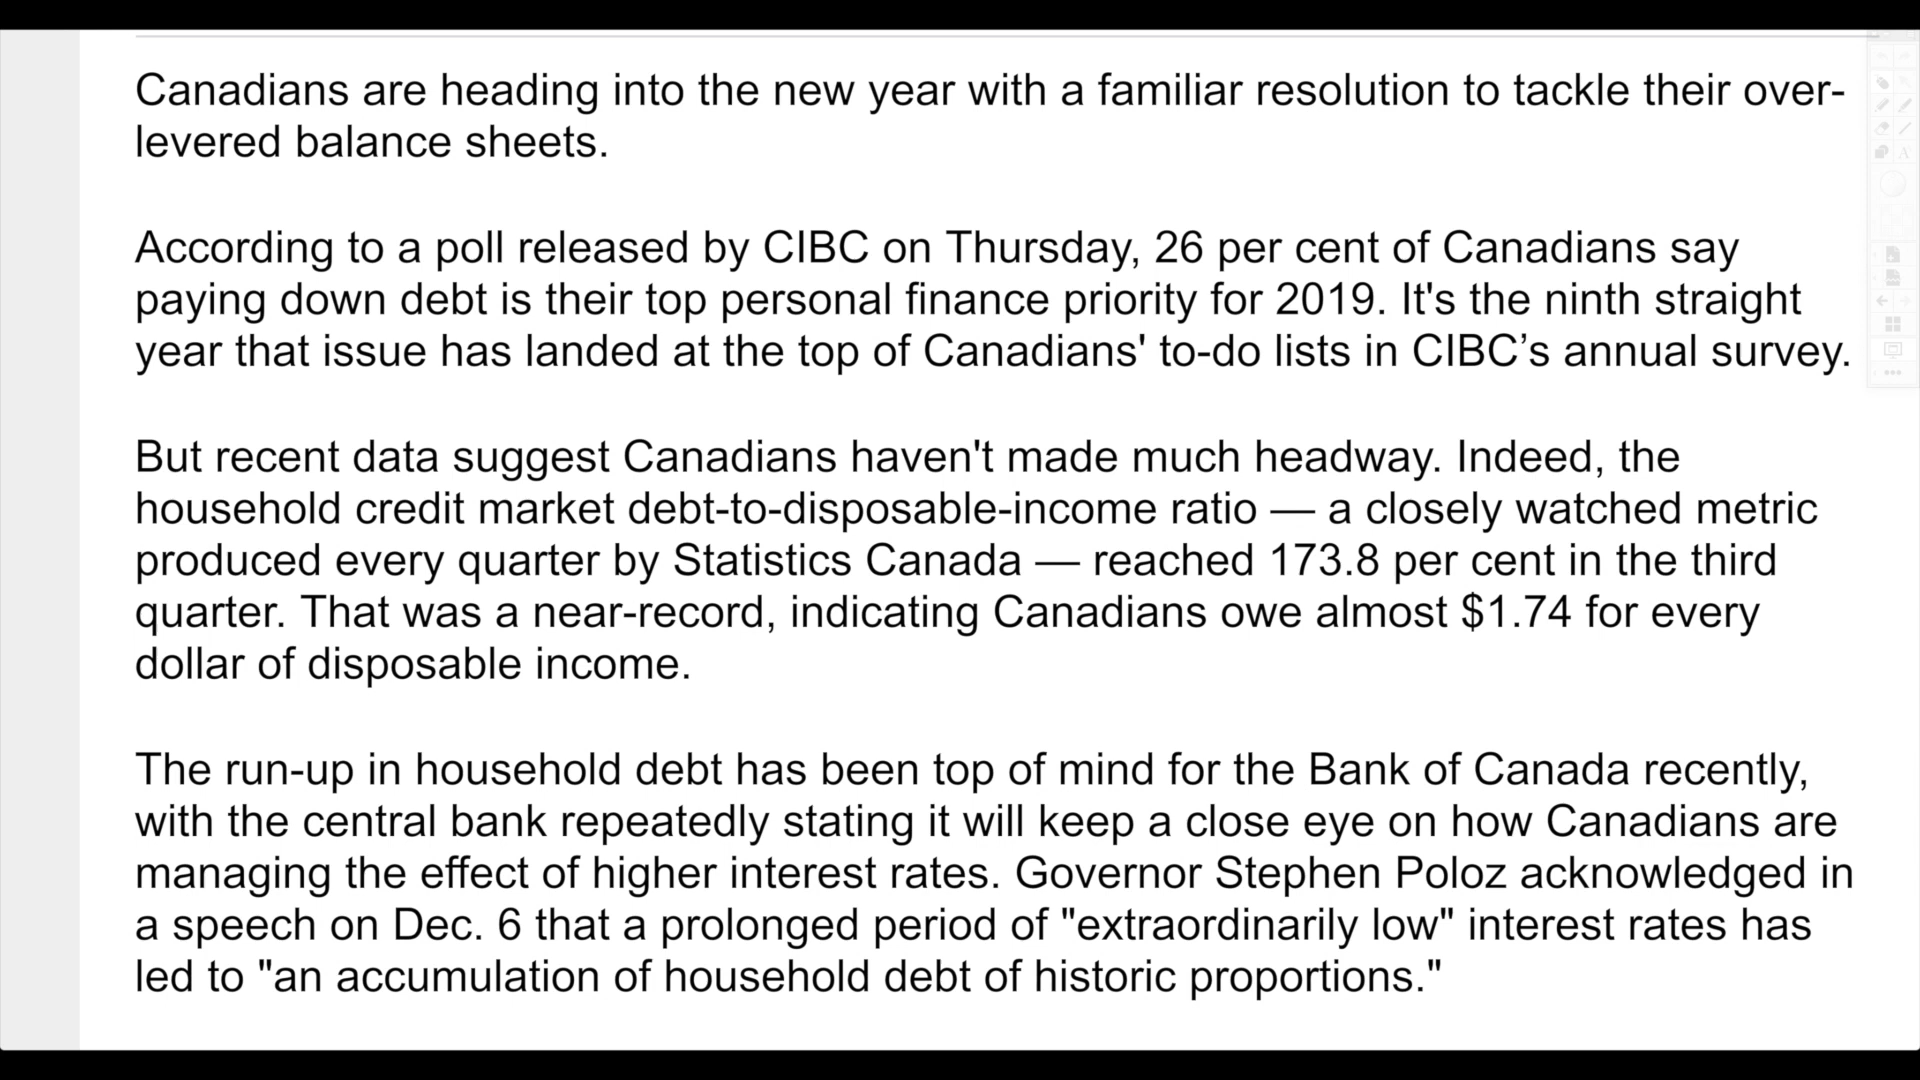 Canadians are heading into the new year with a familiar resolution to tackle their over-
levered balance sheets.
According to a poll released by CIBC on Thursday, 26 per cent of Canadians say
paying down debt is their top personal finance priority for 2019. It's the ninth straight
year that issue has landed at the top of Canadians' to-do lists in CIBC’s annual survey.
But recent data suggest Canadians haven't made much headway. Indeed, the
household credit market debt-to-disposable-income ratio — a closely watched metric
produced every quarter by Statistics Canada — reached 173.8 per cent in the third
quarter. That was a near-record, indicating Canadians owe almost $1.74 for every
dollar of disposable income.
The run-up in household debt has been top of mind for the Bank of Canada recently,
with the central bank repeatedly stating it will keep a close eye on how Canadians are
managing the effect of higher interest rates. Governor Stephen Poloz acknowledged in
a speech on Dec. 6 that a prolonged period of "extraordinarily low" interest rates has
led to "an accumulation of household debt of historic proportions."